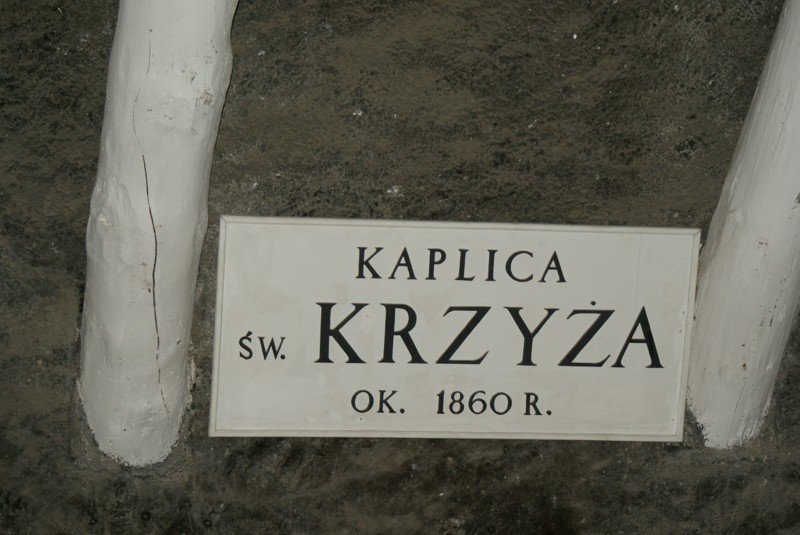 KAPLICA
ŚW. KRZYŻA
OK. 1860 R.